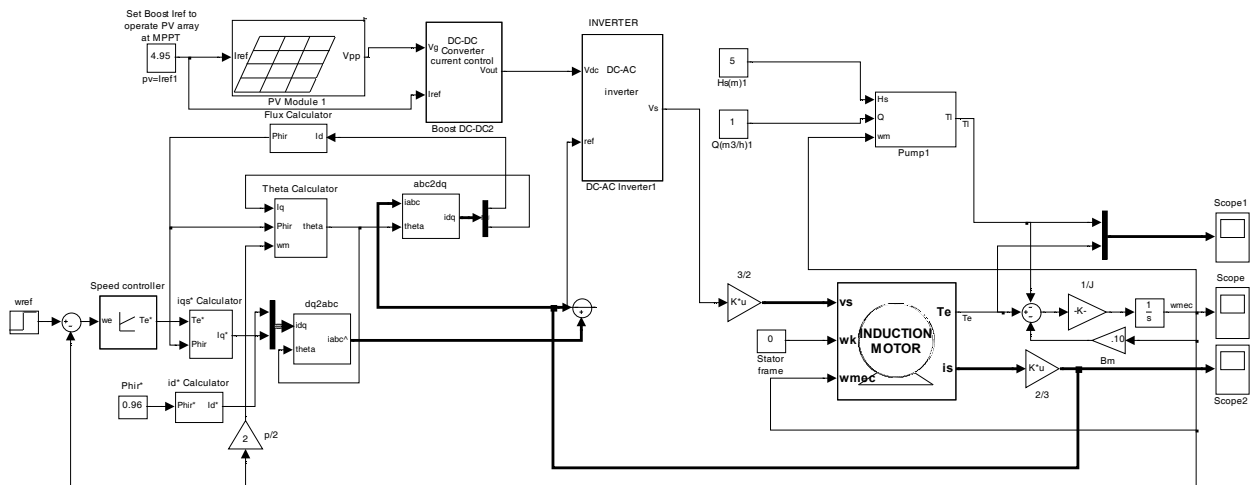 Set Boost Iref to
operate PV array
at MPPT
4.95
pv=Iref1
Iref
Vpp
PV Module 1
DC-DC
Converter
current control
Vg
Vout
Iref
Boost DC-DC2
INVERTER
DC-AC
inverter
Vdc
Vs
ref
DC-AC Inverter1
5
Hs(m)1
1
Q(m3/h)1
Hs
Q
wm
Tl
Pump1
Tl
Flux Calculator
Phir
Id
Theta Calculator
Iq
Phir
wm
theta
abc2dq
iabc
theta
idq
Scope1
wref
we
Speed controller
Te*
iqs* Calculator
Te*
Phir
Iq*
dq2abc
idq
theta
iabc^
Phir*
0.96
id* Calculator
Phir*
Id*
2
p/2
3/2
K*u
0
Stator
frame
vs
wk
wmec
INDUCTION
MOTOR
Te
is
Te
K*u
2/3
1/J
-K-
1
s
wmec
.10
Bm
Scope
Scope2